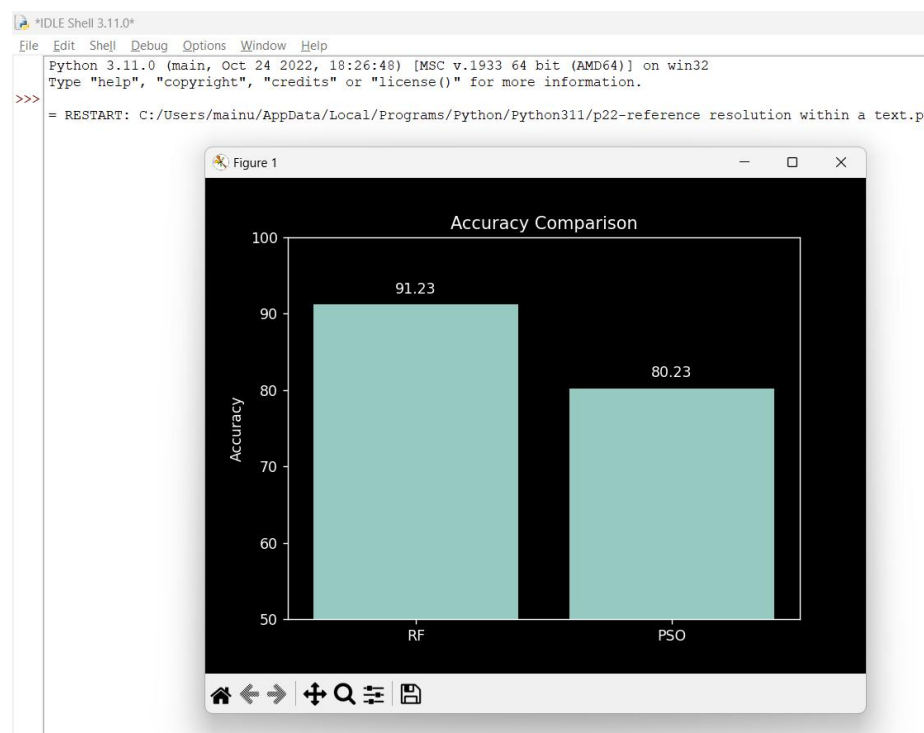 *IDLE Shell 3.11.0*
File Edit Shell Debug Options Window Help
Python 3.11.0 (main, Oct 24 2022, 18:26:48) [MSC v.1933 64 bit (AMD64)] on win32
Type "help", "copyright", "credits" or "license()" for more information.
>>>
= RESTART: C:/Users/mainu/AppData/Local/Programs/Python/Python311/p22-reference resolution within a text.p
Figure 1
Accuracy Comparison
100
91.23
90
80.23
80
Accuracy
70
60
50
RF PSO